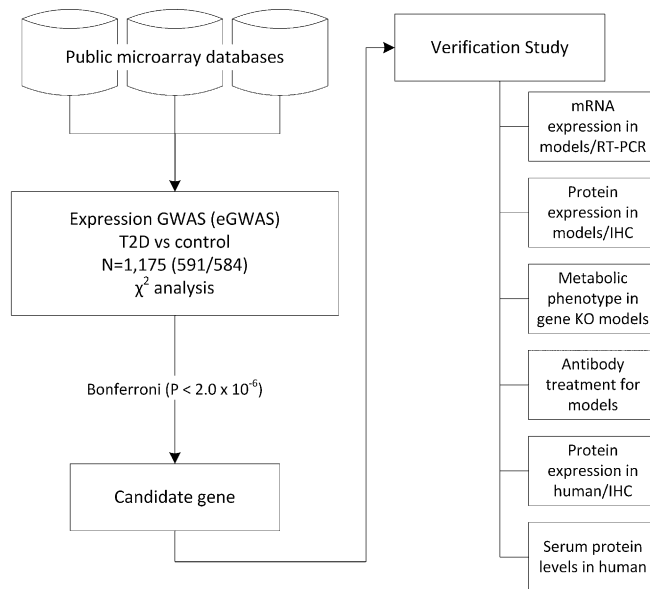 Public microarray databases
Expression GWAS (eGWAS)
T2D vs control
N=1,175 (591/584)
χ² analysis
Bonferroni (P < 2.0 x 10⁻⁶)
Candidate gene
Verification Study
mRNA
expression in
models/RT-PCR
Protein
expression in
models/IHC
Metabolic
phenotype in
gene KO models
Antibody
treatment for
models
Protein
expression in
human/IHC
Serum protein
levels in human